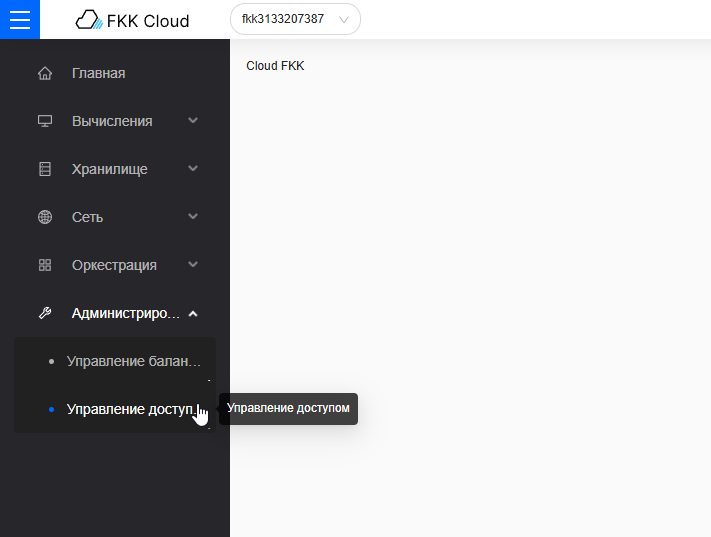 FKK Cloud
fkk3133207387
Главная
Cloud FKK
Вычисления
Хранилище
Сеть
Оркестрация
Администриро...
Управление балан...
Управление доступ..
Управление доступом